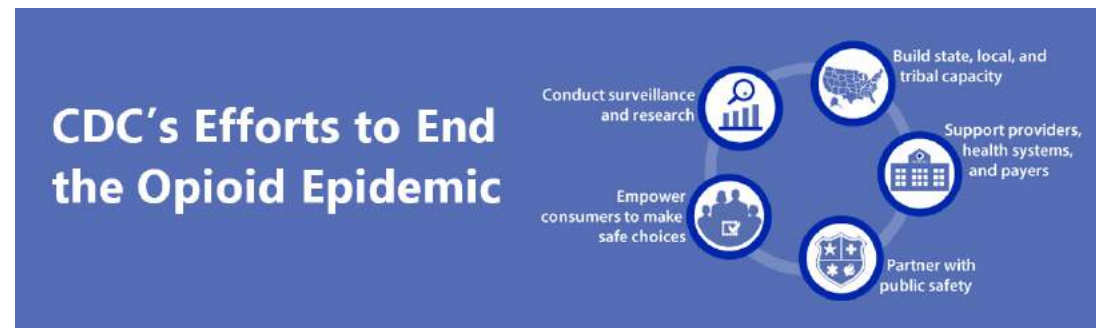 CDC's Efforts to End
the Opioid Epidemic
Conduct surveillance
and research
Build state, local, and
tribal capacity
Support providers,
health systems,
and payers
Partner with
public safety
Empower
consumers to make
safe choices